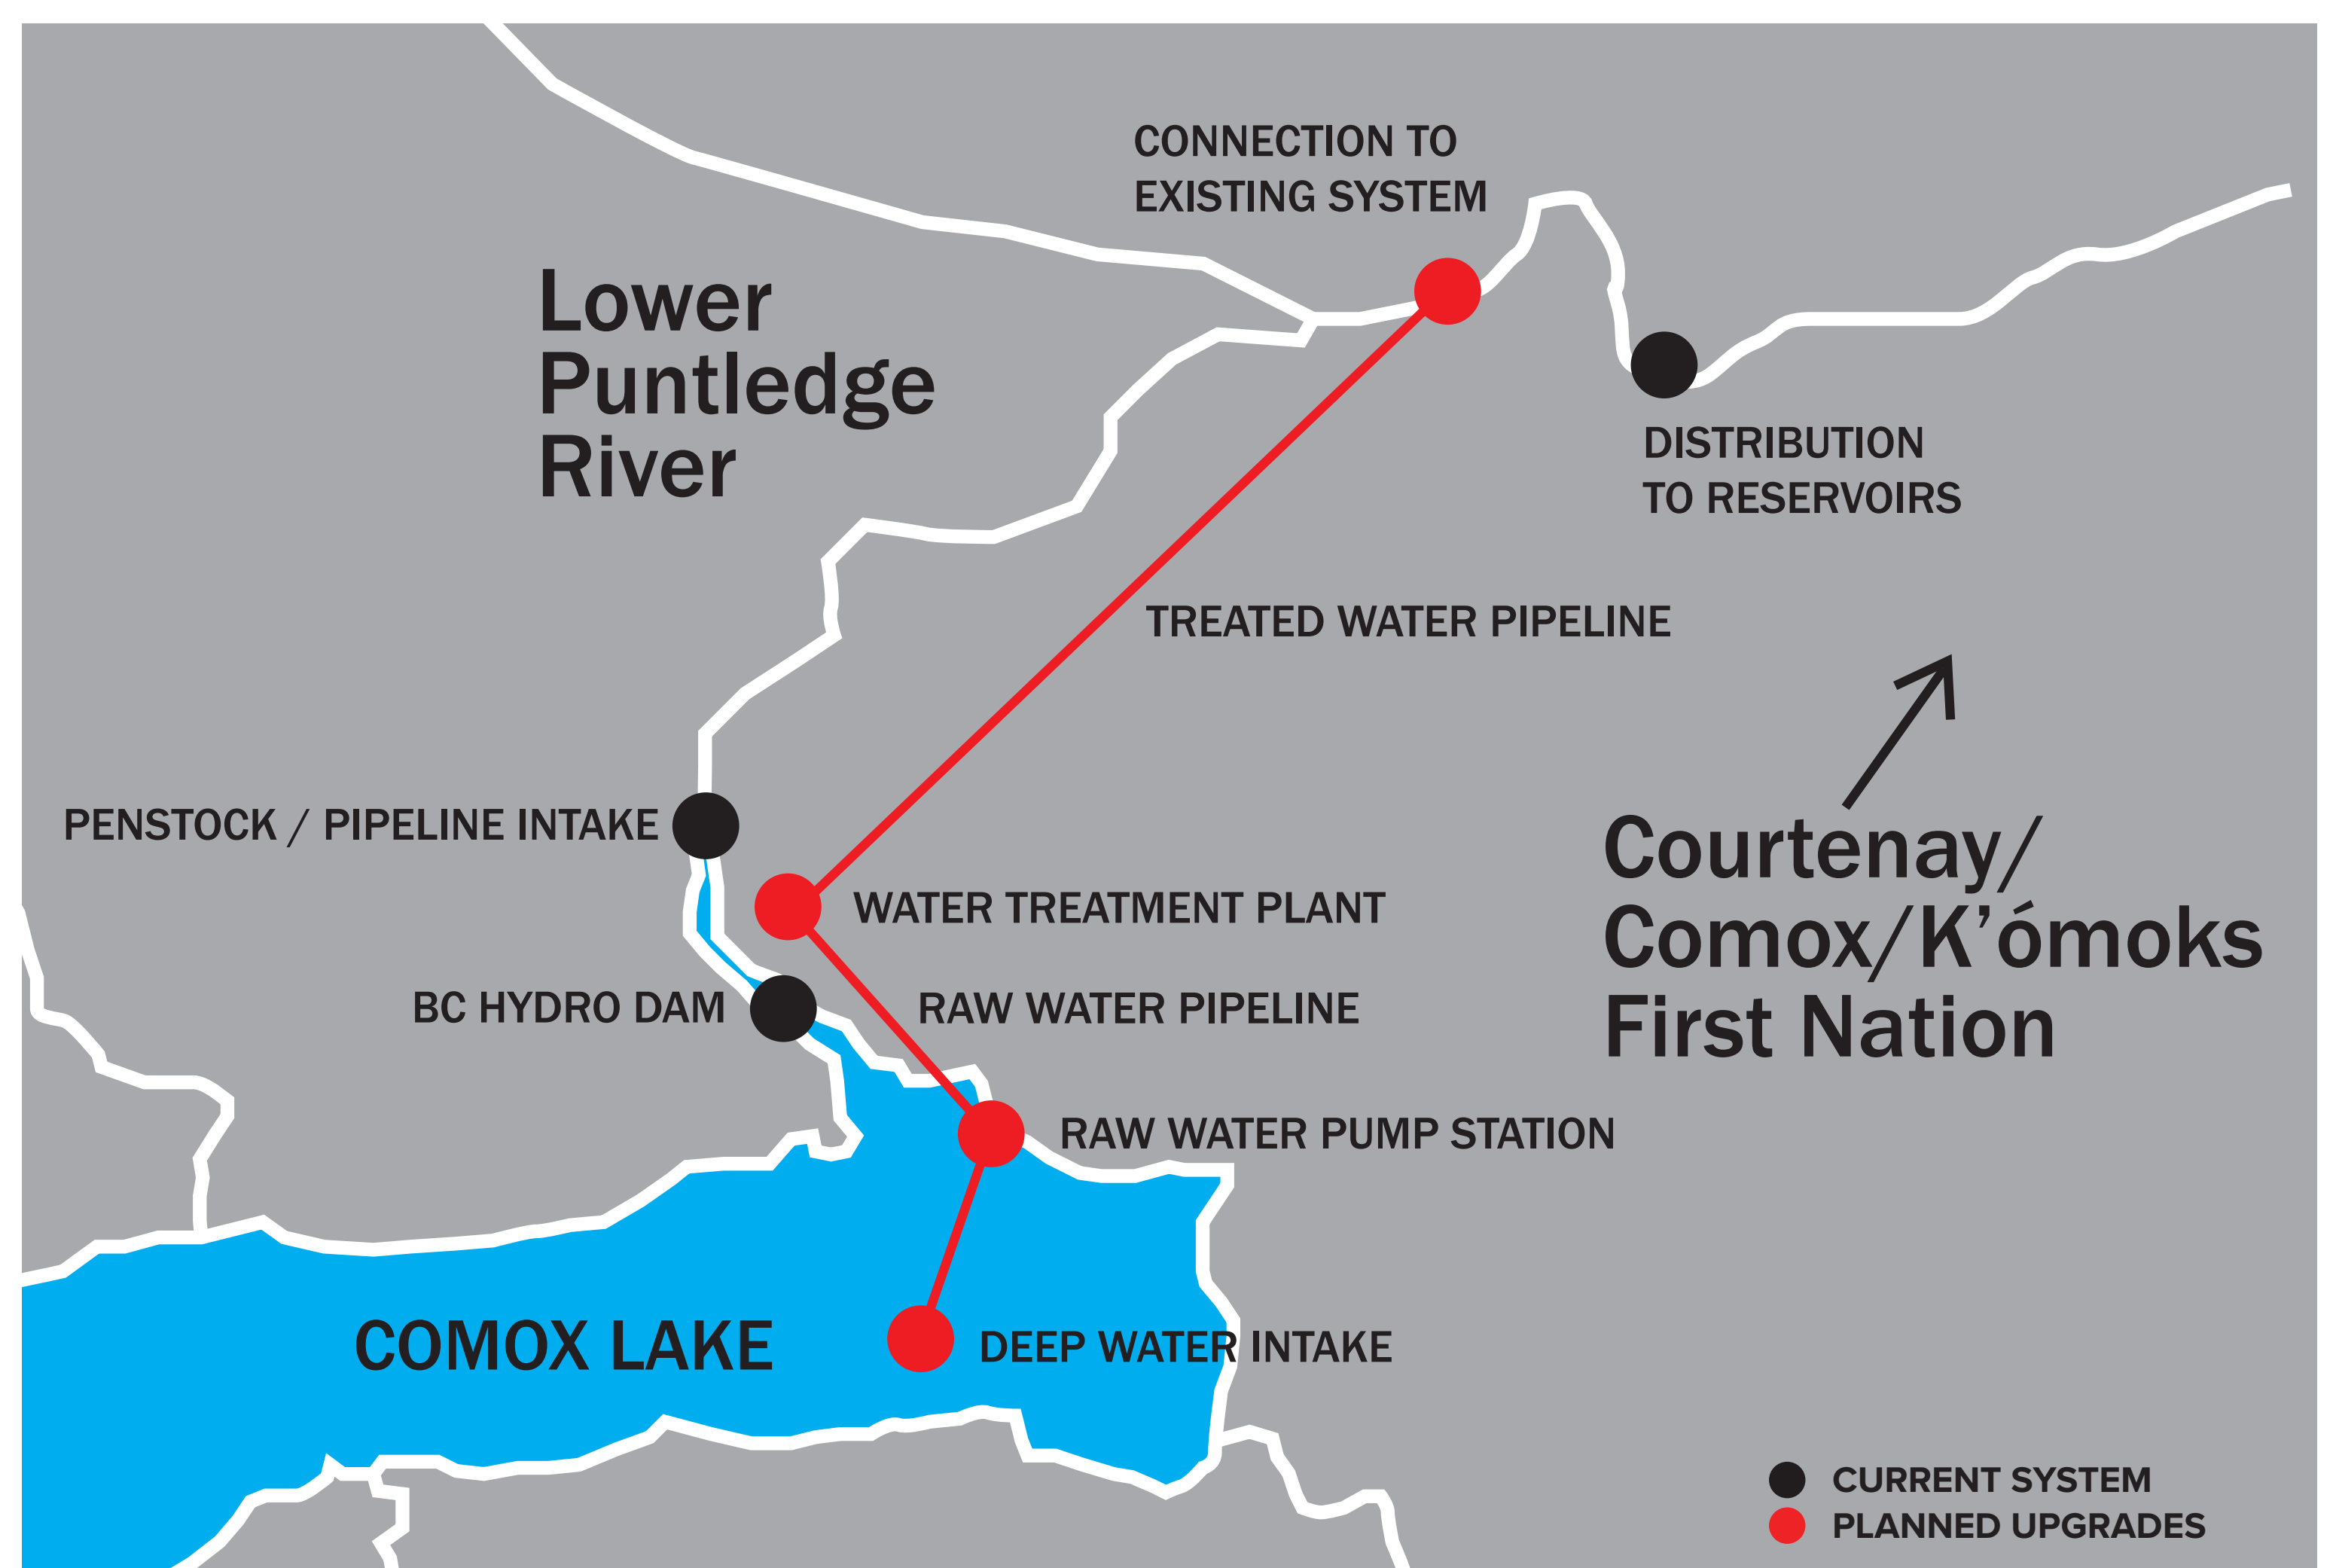 CONNECTION TO
EXISTING SYSTEM
Lower
Puntledge
River
DISTRIBUTION
TO RESERVOIRS
TREATED WATER PIPELINE
PENSTOCK / PIPELINE INTAKE
WATER TREATMENT PLANT
Courtenay/
Comox/K’ómoks
First Nation
BC HYDRO DAM
RAW WATER PIPELINE
RAW WATER PUMP STATION
COMOX LAKE
DEEP WATER INTAKE
CURRENT SYSTEM
PLANNED UPGRADES